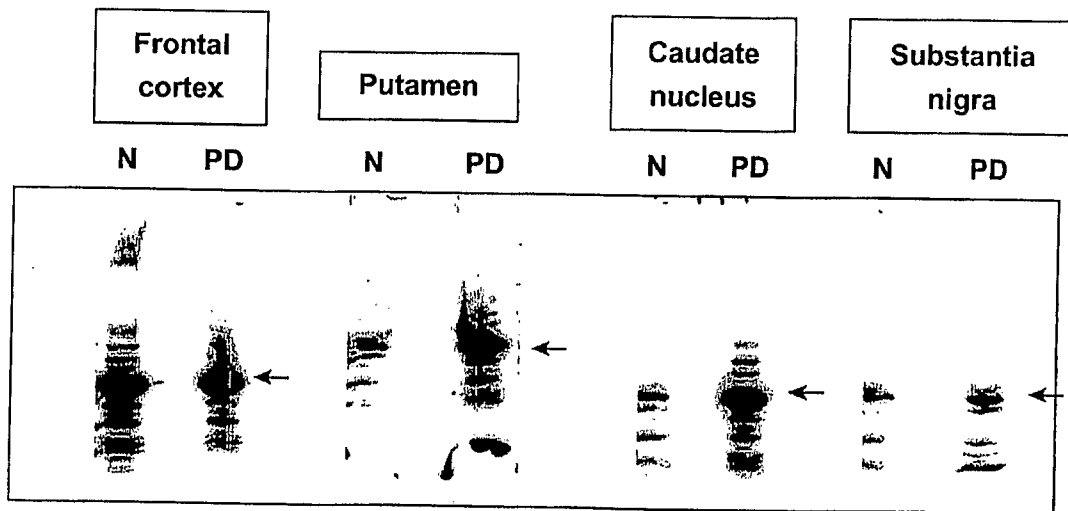 Frontal
cortex
Putamen
Caudate
nucleus
Substantia
nigra
N PD N PD N PD N PD